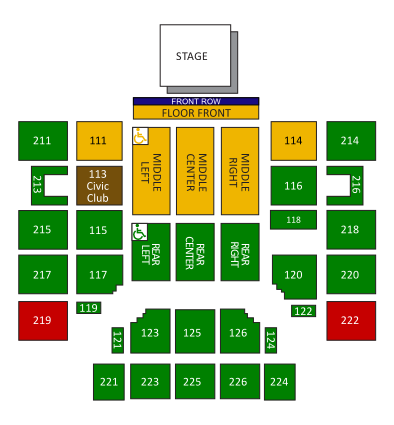 STAGE
FRONT ROW
FLOOR FRONT
211
111
MIDDLE
LEFT
MIDDLE
CENTER
MIDDLE
RIGHT
114
214
213
113
Civic
Club
116
216
215
115
REAR
LEFT
REAR
CENTER
REAR
RIGHT
118
218
217
117
120
220
219
119
122
222
121
123
125
126
124
221
223
225
226
224